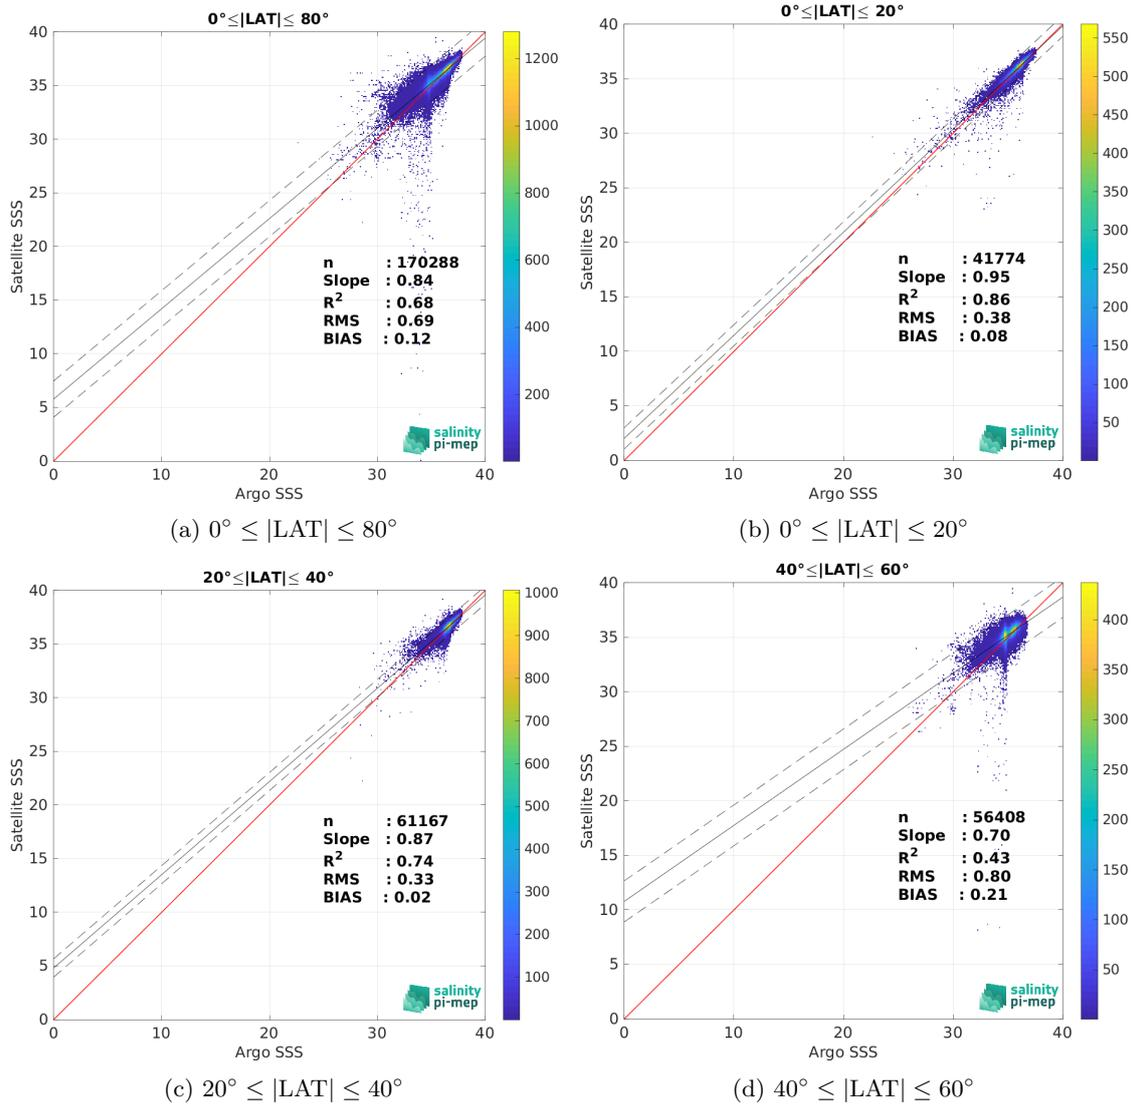 0°≤|LAT|≤ 80°
40
35
30
25
20
15
10
5
0
0
10
20
30
40
Satellite SSS
Argo SSS
n : 170288
Slope : 0.84
R² : 0.68
RMS : 0.69
BIAS : 0.12
salinity
pi-mep
1200
1000
800
600
400
200
(a) 0° ≤ |LAT| ≤ 80°
0°≤|LAT|≤ 20°
40
35
30
25
20
15
10
5
0
0
10
20
30
40
Satellite SSS
Argo SSS
n : 41774
Slope : 0.95
R² : 0.86
RMS : 0.38
BIAS : 0.08
salinity
pi-mep
550
500
450
400
350
300
250
200
150
100
50
(b) 0° ≤ |LAT| ≤ 20°
20°≤|LAT|≤ 40°
40
35
30
25
20
15
10
5
0
0
10
20
30
40
Satellite SSS
Argo SSS
n : 61167
Slope : 0.87
R² : 0.74
RMS : 0.33
BIAS : 0.02
salinity
pi-mep
1000
900
800
700
600
500
400
300
200
100
(c) 20° ≤ |LAT| ≤ 40°
40°≤|LAT|≤ 60°
40
35
30
25
20
15
10
5
0
0
10
20
30
40
Satellite SSS
Argo SSS
n : 56408
Slope : 0.70
R² : 0.43
RMS : 0.80
BIAS : 0.21
salinity
pi-mep
400
350
300
250
200
150
100
50
(d) 40° ≤ |LAT| ≤ 60°